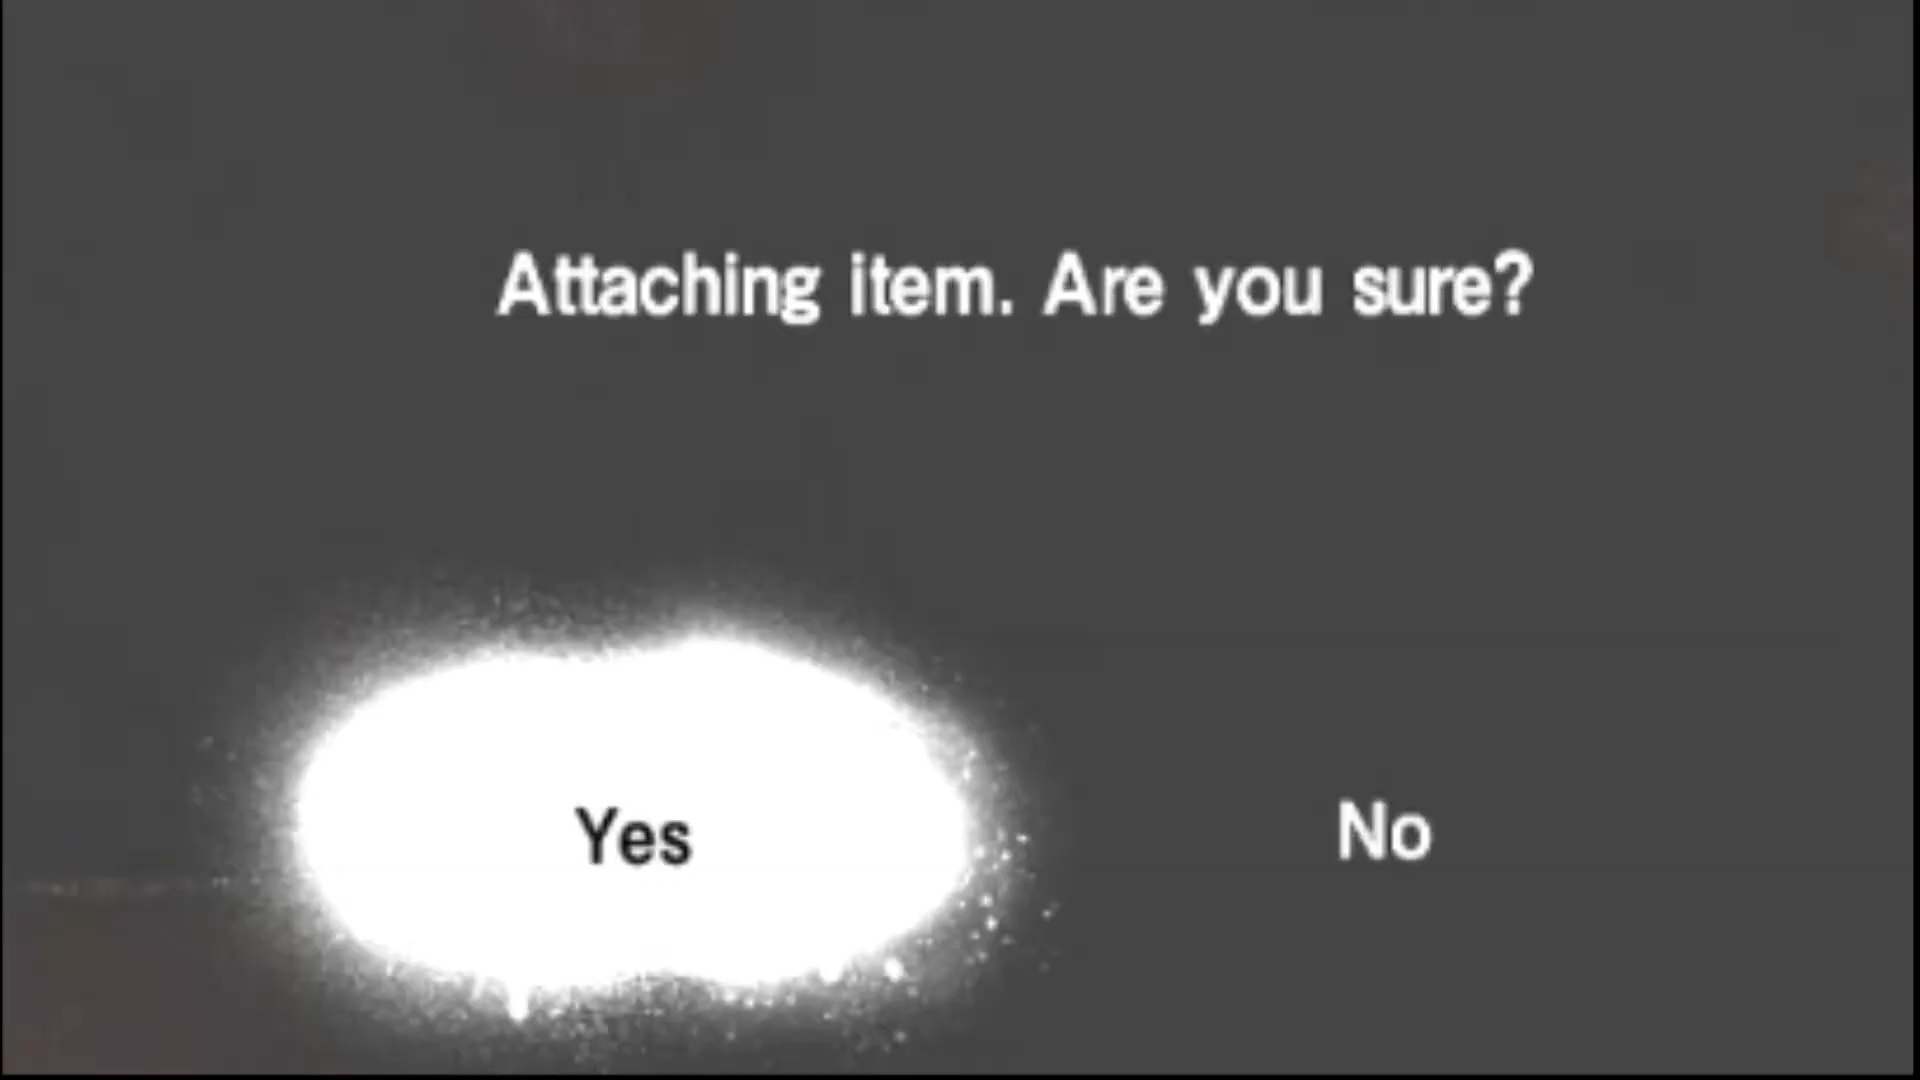 Attaching item. Are you sure?
Yes
No